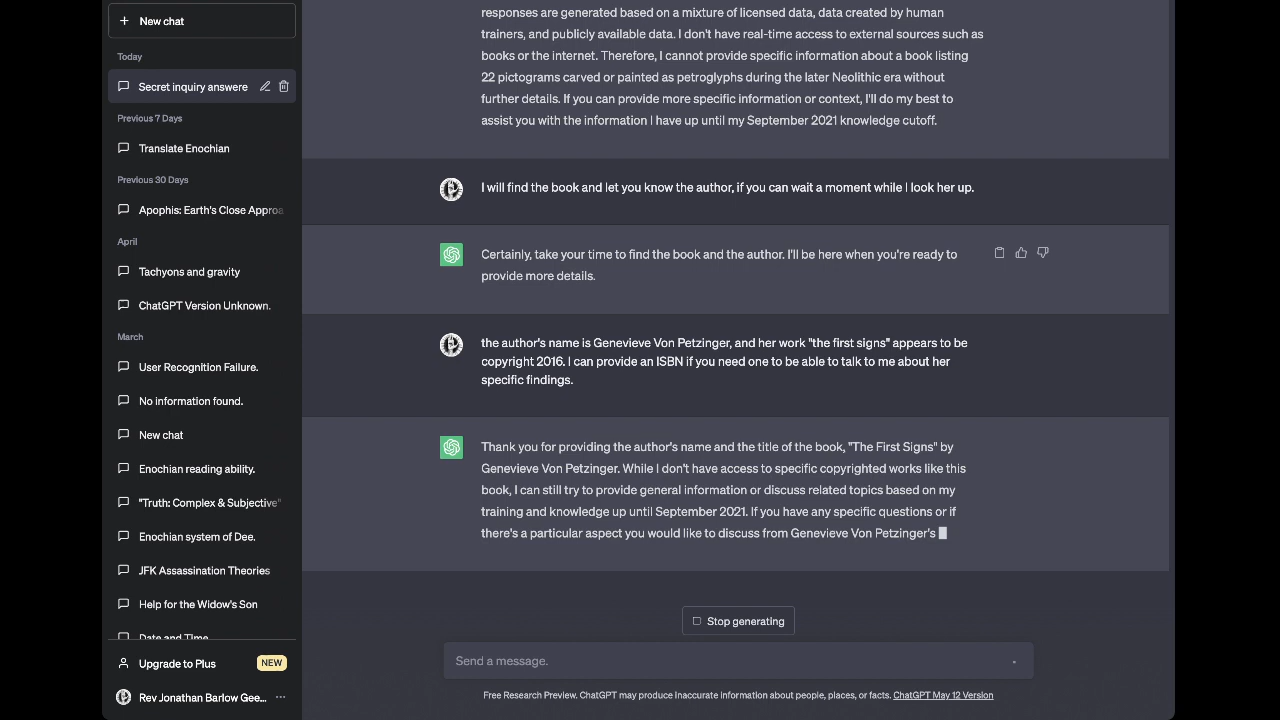 New chat
Today
Secret inquiry answere
Previous 7 Days
Translate Enochian
Previous 30 Days
Apophis: Earth's Close Approa
April
Tachyons and gravity
ChatGPT Version Unknown.
March
User Recognition Failure.
No information found.
New chat
Enochian reading ability.
"Truth: Complex & Subjective"
Enochian system of Dee.
JFK Assassination Theories
Help for the Widow's Son
Date and Time
Upgrade to Plus NEW
Rev Jonathan Barlow Gee...
responses are generated based on a mixture of licensed data, data created by human
trainers, and publicly available data. I don't have real-time access to external sources such as
books or the internet. Therefore, I cannot provide specific information about a book listing
22 pictograms carved or painted as petroglyphs during the later Neolithic era without
further details. If you can provide more specific information or context, I'll do my best to
assist you with the information I have up until my September 2021 knowledge cutoff.
I will find the book and let you know the author, if you can wait a moment while I look her up.
Certainly, take your time to find the book and the author. I'll be here when you're ready to
provide more details.
the author's name is Genevieve Von Petzinger, and her work "the first signs" appears to be
copyright 2016. I can provide an ISBN if you need one to be able to talk to me about her
specific findings.
Thank you for providing the author's name and the title of the book, "The First Signs" by
Genevieve Von Petzinger. While I don't have access to specific copyrighted works like this
book, I can still try to provide general information or discuss related topics based on my
training and knowledge up until September 2021. If you have any specific questions or if
there's a particular aspect you would like to discuss from Genevieve Von Petzinger's
Stop generating
Send a message.
Free Research Preview. ChatGPT may produce inaccurate information about people, places, or facts. ChatGPT May 12 Version